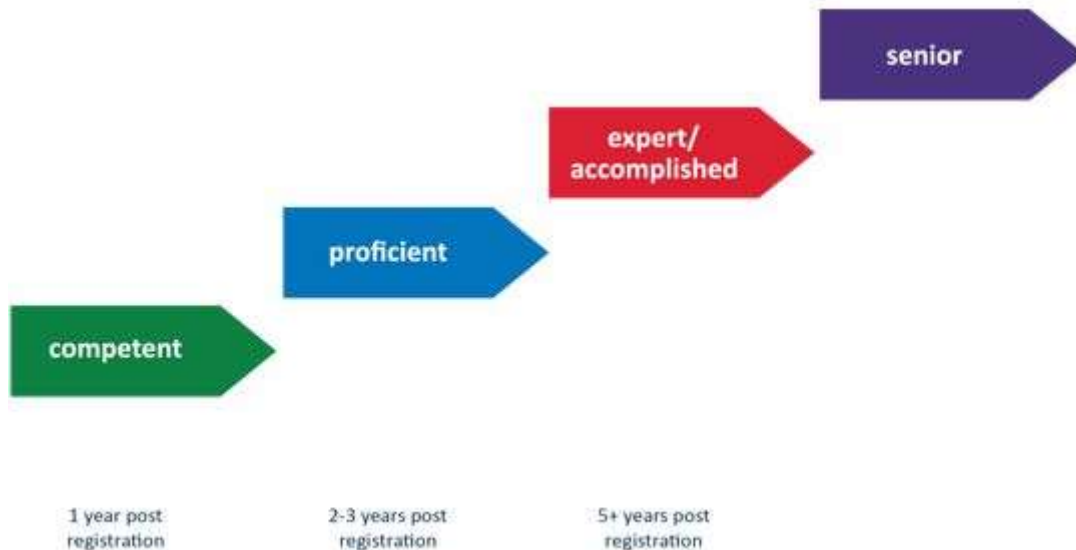 senior
expert/
accomplished
proficient
competent
1 year post
registration
2-3 years post
registration
5+ years post
registration